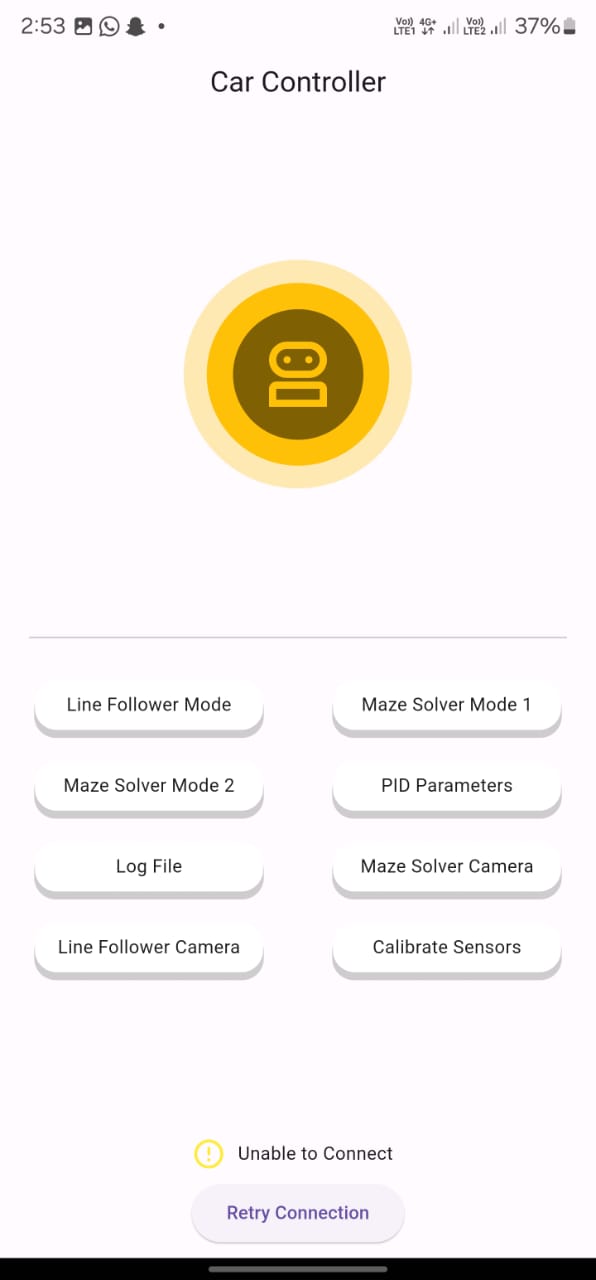 2:53
Vo)) 4G+ Vo)) 37%
LTE1 LTE2
Car Controller
Line Follower Mode
Maze Solver Mode 1
Maze Solver Mode 2
PID Parameters
Log File
Maze Solver Camera
Line Follower Camera
Calibrate Sensors
Unable to Connect
Retry Connection